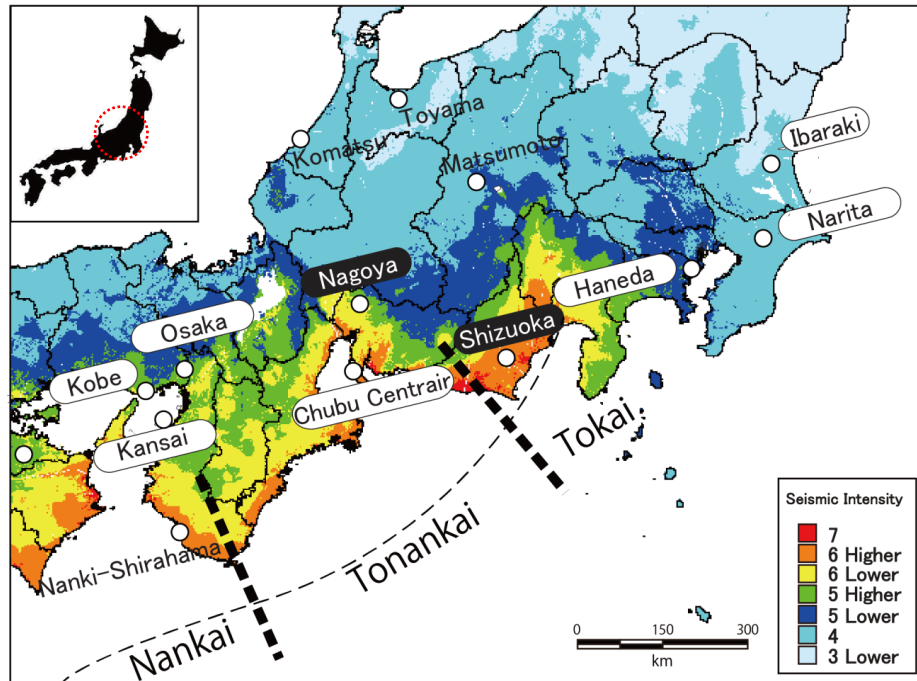 Toyama
Komatsu
Matsumoto
Ibaraki
Narita
Nagoya
Haneda
Osaka
Shizuoka
Kobe
Chubu Centrair
Kansai
Tokai
Nanki-Shirahama
Tonankai
Nankai
Seismic Intensity
7
6 Higher
6 Lower
5 Higher
5 Lower
4
3 Lower
0 150 300
km